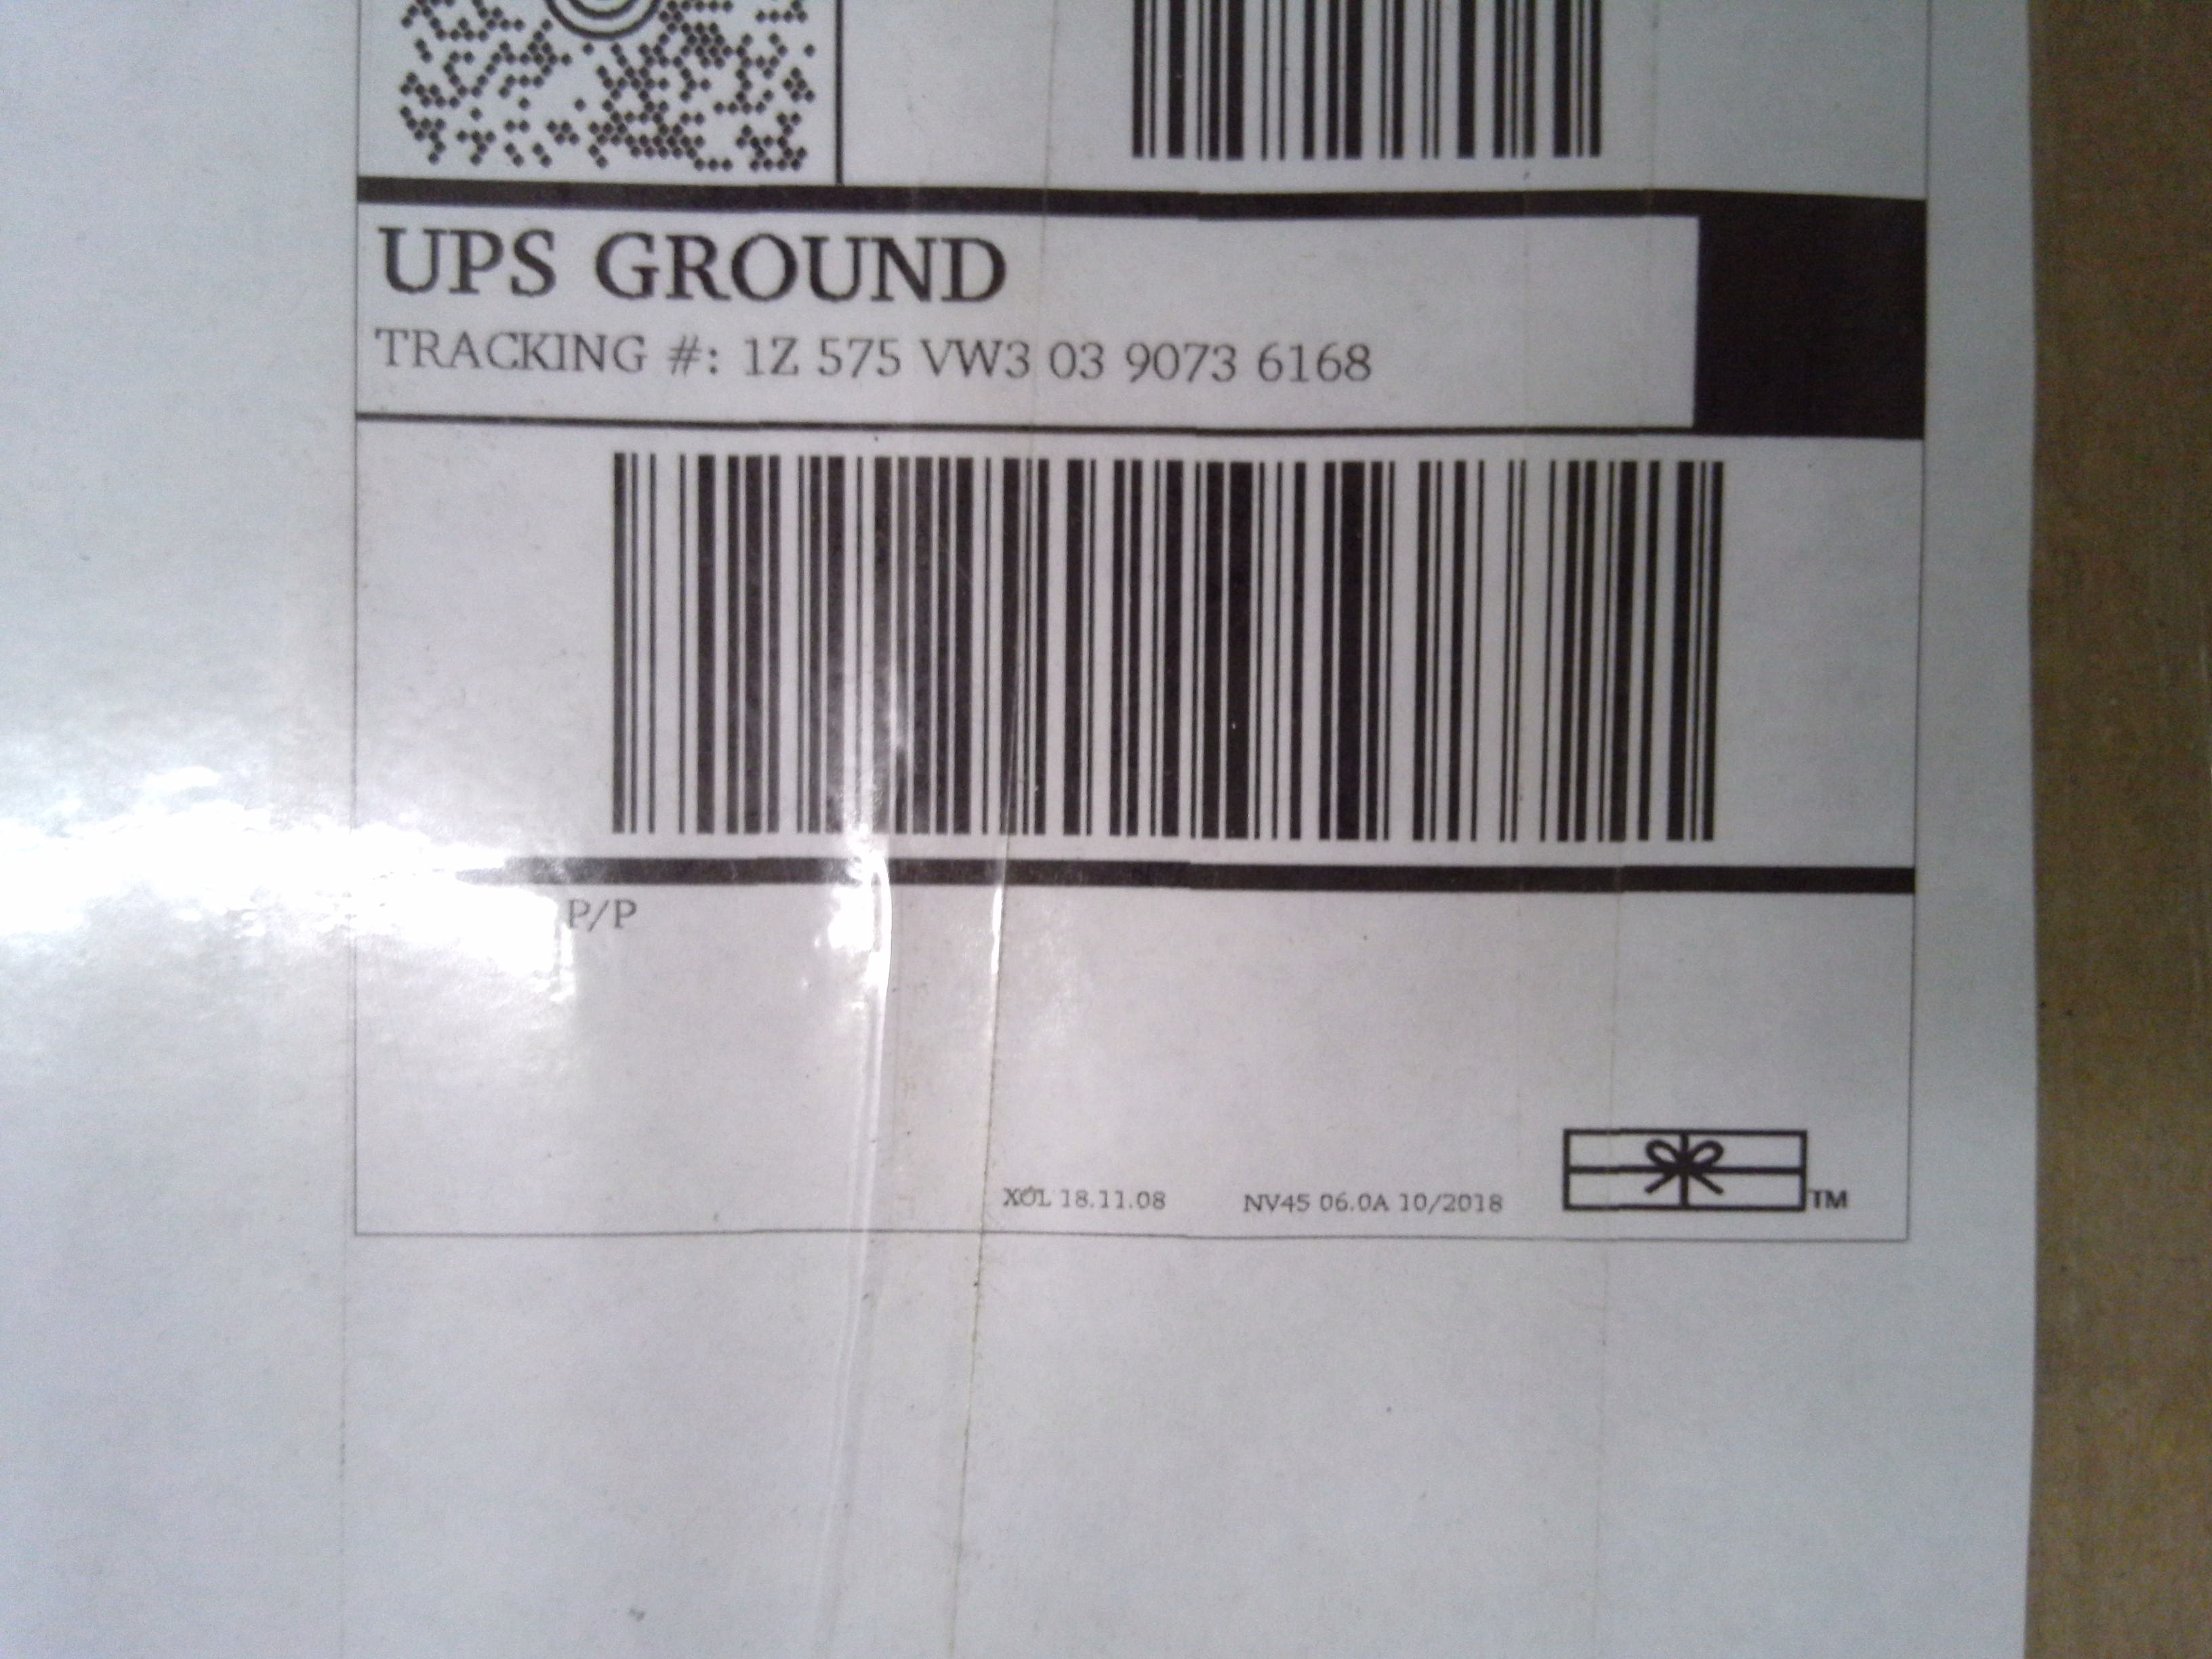 UPS GROUND
TRACKING #: 1Z 575 VW3 03 9073 6168
P/P
XOL 18.11.08 NV45 06.0A 10/2018
TM